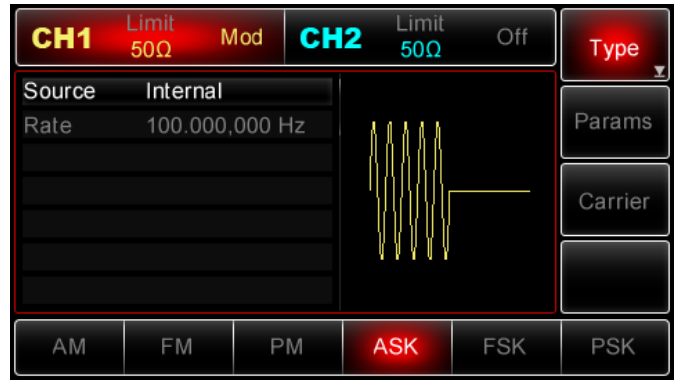 CH1 Limit 50Ω Mod CH2 Limit 50Ω Off
Type
Source Internal
Rate 100.000,000 Hz
Params
Carrier
AM FM PM ASK FSK PSK